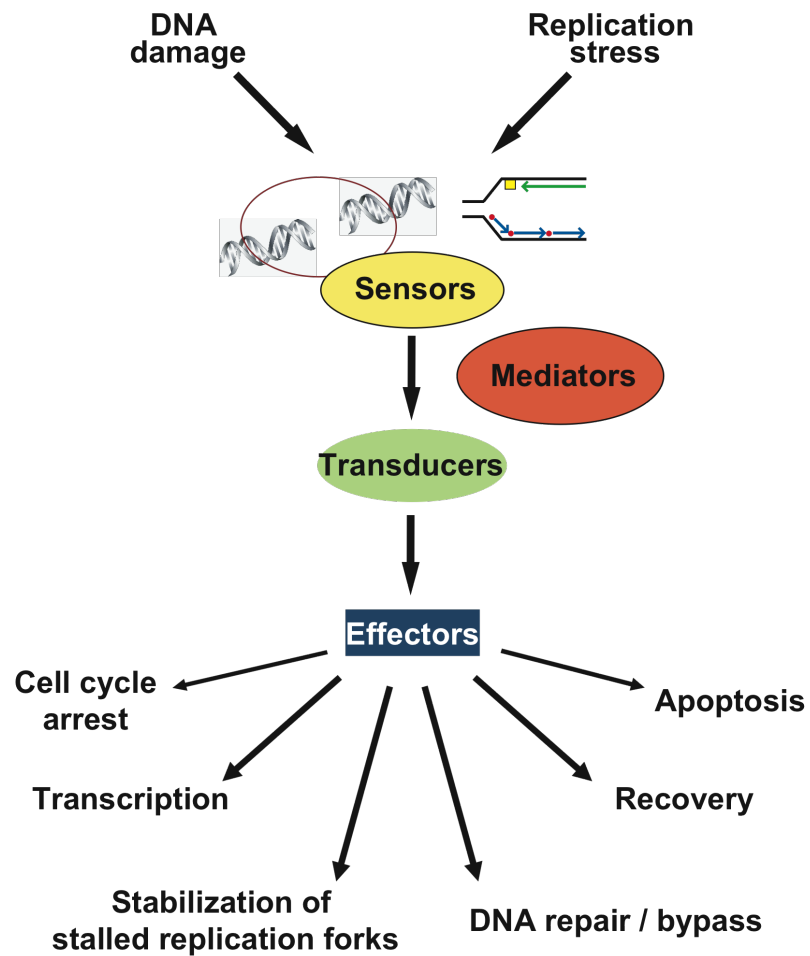 DNA
damage
Replication
stress
Sensors
Mediators
Transducers
Effectors
Cell cycle
arrest
Apoptosis
Transcription
Recovery
Stabilization of
stalled replication forks
DNA repair / bypass